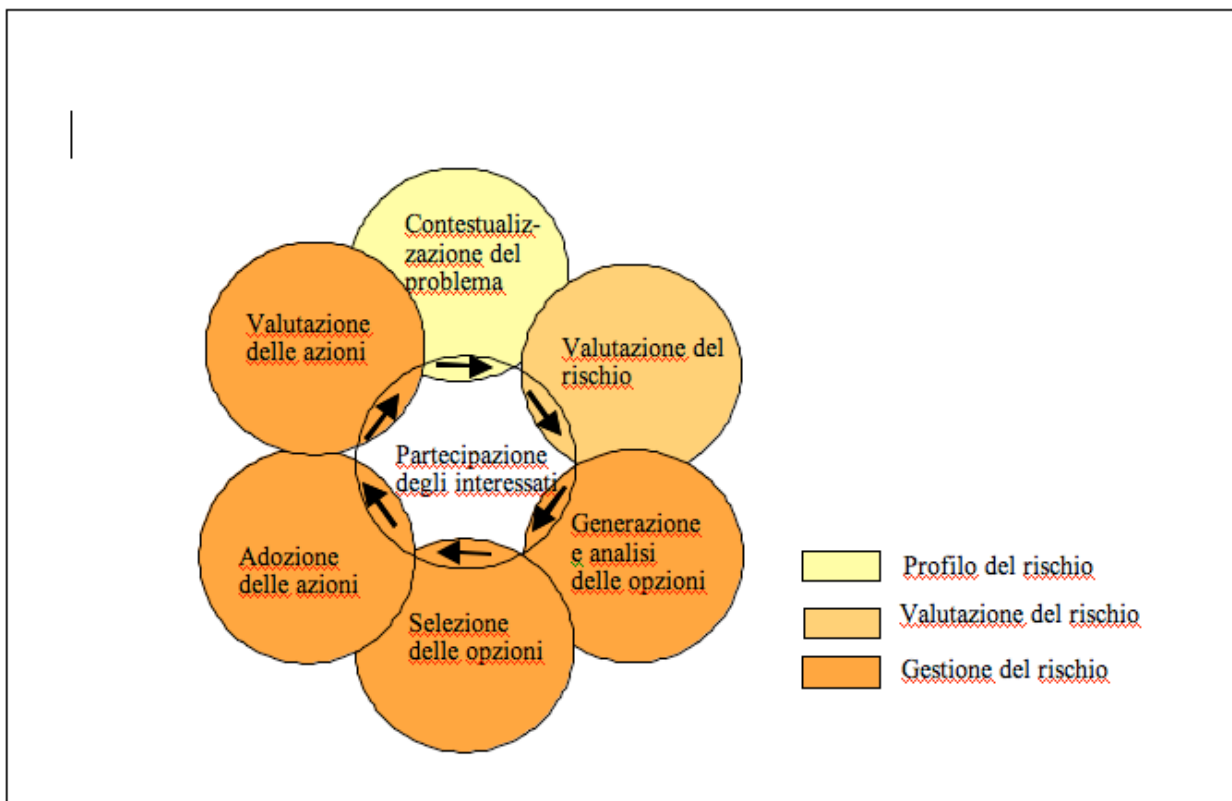 Contestualiz-
zazione del
problema
Valutazione
delle azioni
Valutazione del
rischio
Partecipazione
degli interessati
Generazione
e analisi
delle opzioni
Adozione
delle azioni
Selezione
delle opzioni
Profilo del rischio
Valutazione del rischio
Gestione del rischio